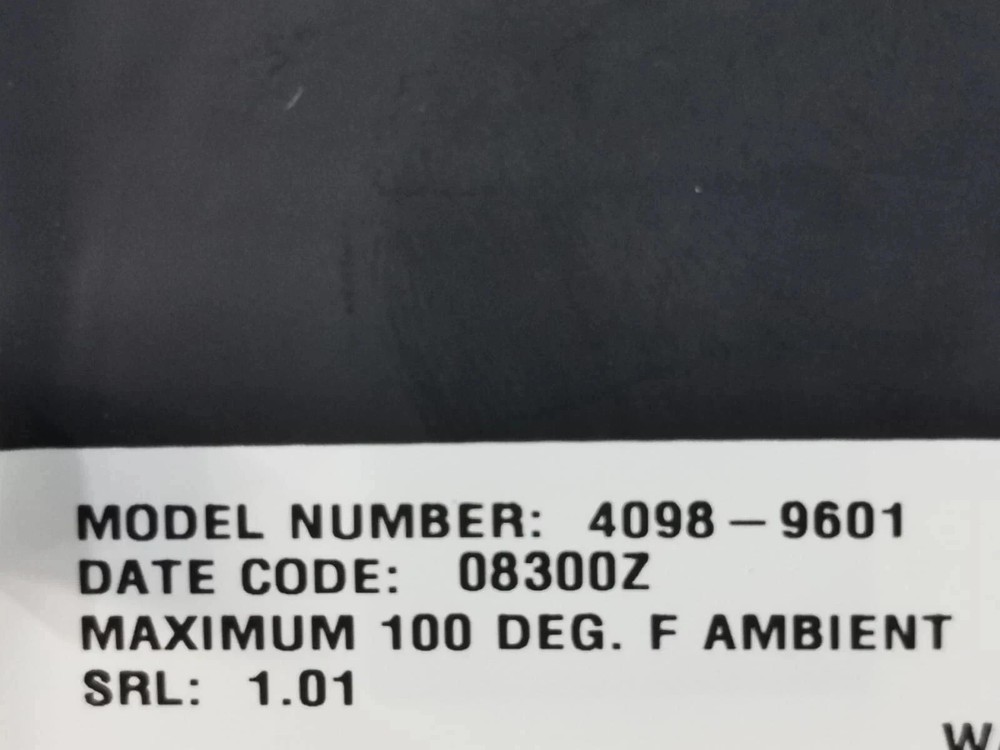 MODEL NUMBER: 4098-9601
DATE CODE: 08300Z
MAXIMUM 100 DEG. F AMBIENT
SRL: 1.01